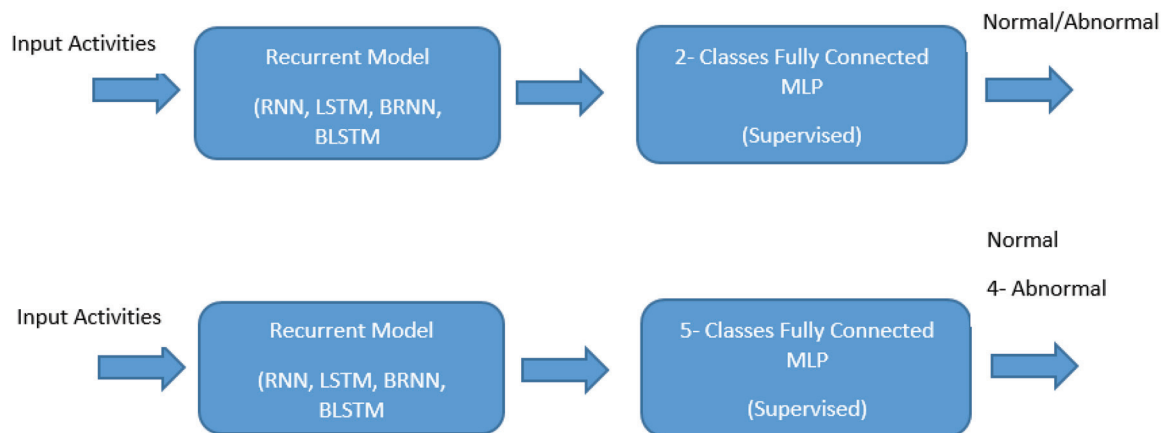 Input Activities
Recurrent Model
(RNN, LSTM, BRNN,
BLSTM
2- Classes Fully Connected
MLP
(Supervised)
Normal/Abnormal
Input Activities
Recurrent Model
(RNN, LSTM, BRNN,
BLSTM
5- Classes Fully Connected
MLP
(Supervised)
Normal
4- Abnormal